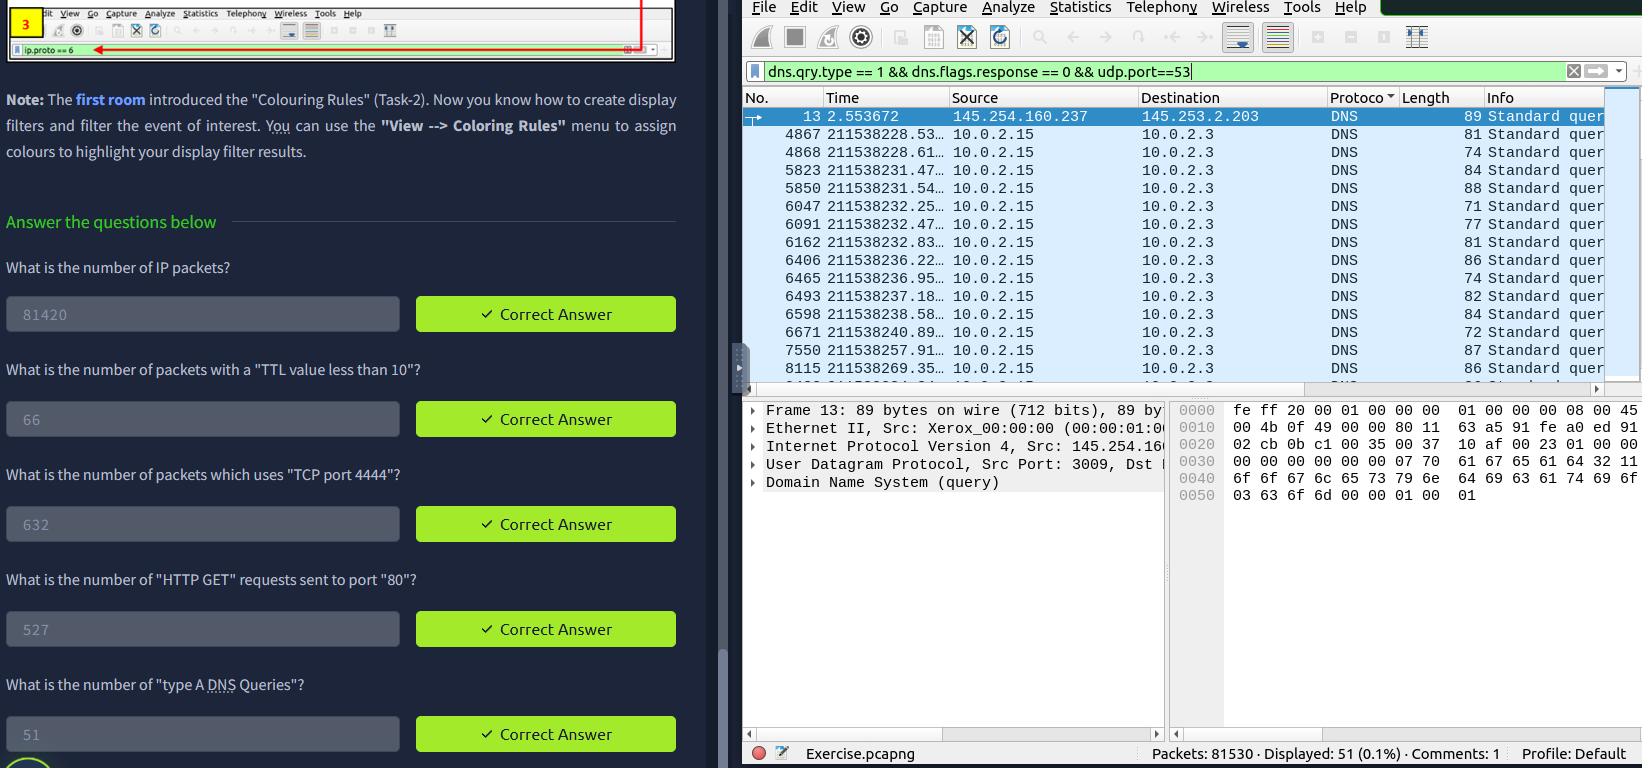 3
dit View Go Capture Analyze Statistics Telephony Wireless Tools Help
ip.proto == 6
Note: The first room introduced the "Colouring Rules" (Task-2). Now you know how to create display
filters and filter the event of interest. You can use the "View --> Coloring Rules" menu to assign
colours to highlight your display filter results.
Answer the questions below
What is the number of IP packets?
81420
✓ Correct Answer
What is the number of packets with a "TTL value less than 10"?
66
✓ Correct Answer
What is the number of packets which uses "TCP port 4444"?
632
✓ Correct Answer
What is the number of "HTTP GET" requests sent to port "80"?
527
✓ Correct Answer
What is the number of "type A DNS Queries"?
51
✓ Correct Answer
File Edit View Go Capture Analyze Statistics Telephony Wireless Tools Help
dns.qry.type == 1 && dns.flags.response == 0 && udp.port==53
No. Time Source Destination Protoco Length Info
13 2.553672 145.254.160.237 145.253.2.203 DNS 89 Standard quer
4867 211538228.53… 10.0.2.15 10.0.2.3 DNS 81 Standard quer
4868 211538228.61… 10.0.2.15 10.0.2.3 DNS 74 Standard quer
5823 211538231.47… 10.0.2.15 10.0.2.3 DNS 84 Standard quer
5850 211538231.54… 10.0.2.15 10.0.2.3 DNS 88 Standard quer
6047 211538232.25… 10.0.2.15 10.0.2.3 DNS 71 Standard quer
6091 211538232.47… 10.0.2.15 10.0.2.3 DNS 77 Standard quer
6162 211538232.83… 10.0.2.15 10.0.2.3 DNS 81 Standard quer
6406 211538236.22… 10.0.2.15 10.0.2.3 DNS 86 Standard quer
6465 211538236.95… 10.0.2.15 10.0.2.3 DNS 74 Standard quer
6493 211538237.18… 10.0.2.15 10.0.2.3 DNS 82 Standard quer
6598 211538238.58… 10.0.2.15 10.0.2.3 DNS 84 Standard quer
6671 211538240.89… 10.0.2.15 10.0.2.3 DNS 72 Standard quer
7550 211538257.91… 10.0.2.15 10.0.2.3 DNS 87 Standard quer
8115 211538269.35… 10.0.2.15 10.0.2.3 DNS 86 Standard quer
Frame 13: 89 bytes on wire (712 bits), 89 by
Ethernet II, Src: Xerox_00:00:00 (00:00:01:0
Internet Protocol Version 4, Src: 145.254.16
User Datagram Protocol, Src Port: 3009, Dst
Domain Name System (query)
0000 fe ff 20 00 01 00 00 00 01 00 00 00 08 00 45
0010 00 4b 0f 49 00 00 80 11 63 a5 91 fe a0 ed 91
0020 02 cb 0b c1 00 35 00 37 10 af 00 23 01 00 00
0030 00 00 00 00 00 00 07 70 61 67 65 61 64 32 11
0040 6f 6f 67 6c 65 73 79 6e 64 69 63 61 74 69 6f
0050 03 63 6f 6d 00 00 01 00 01
Exercise.pcapng
Packets: 81530 · Displayed: 51 (0.1%) · Comments: 1
Profile: Default